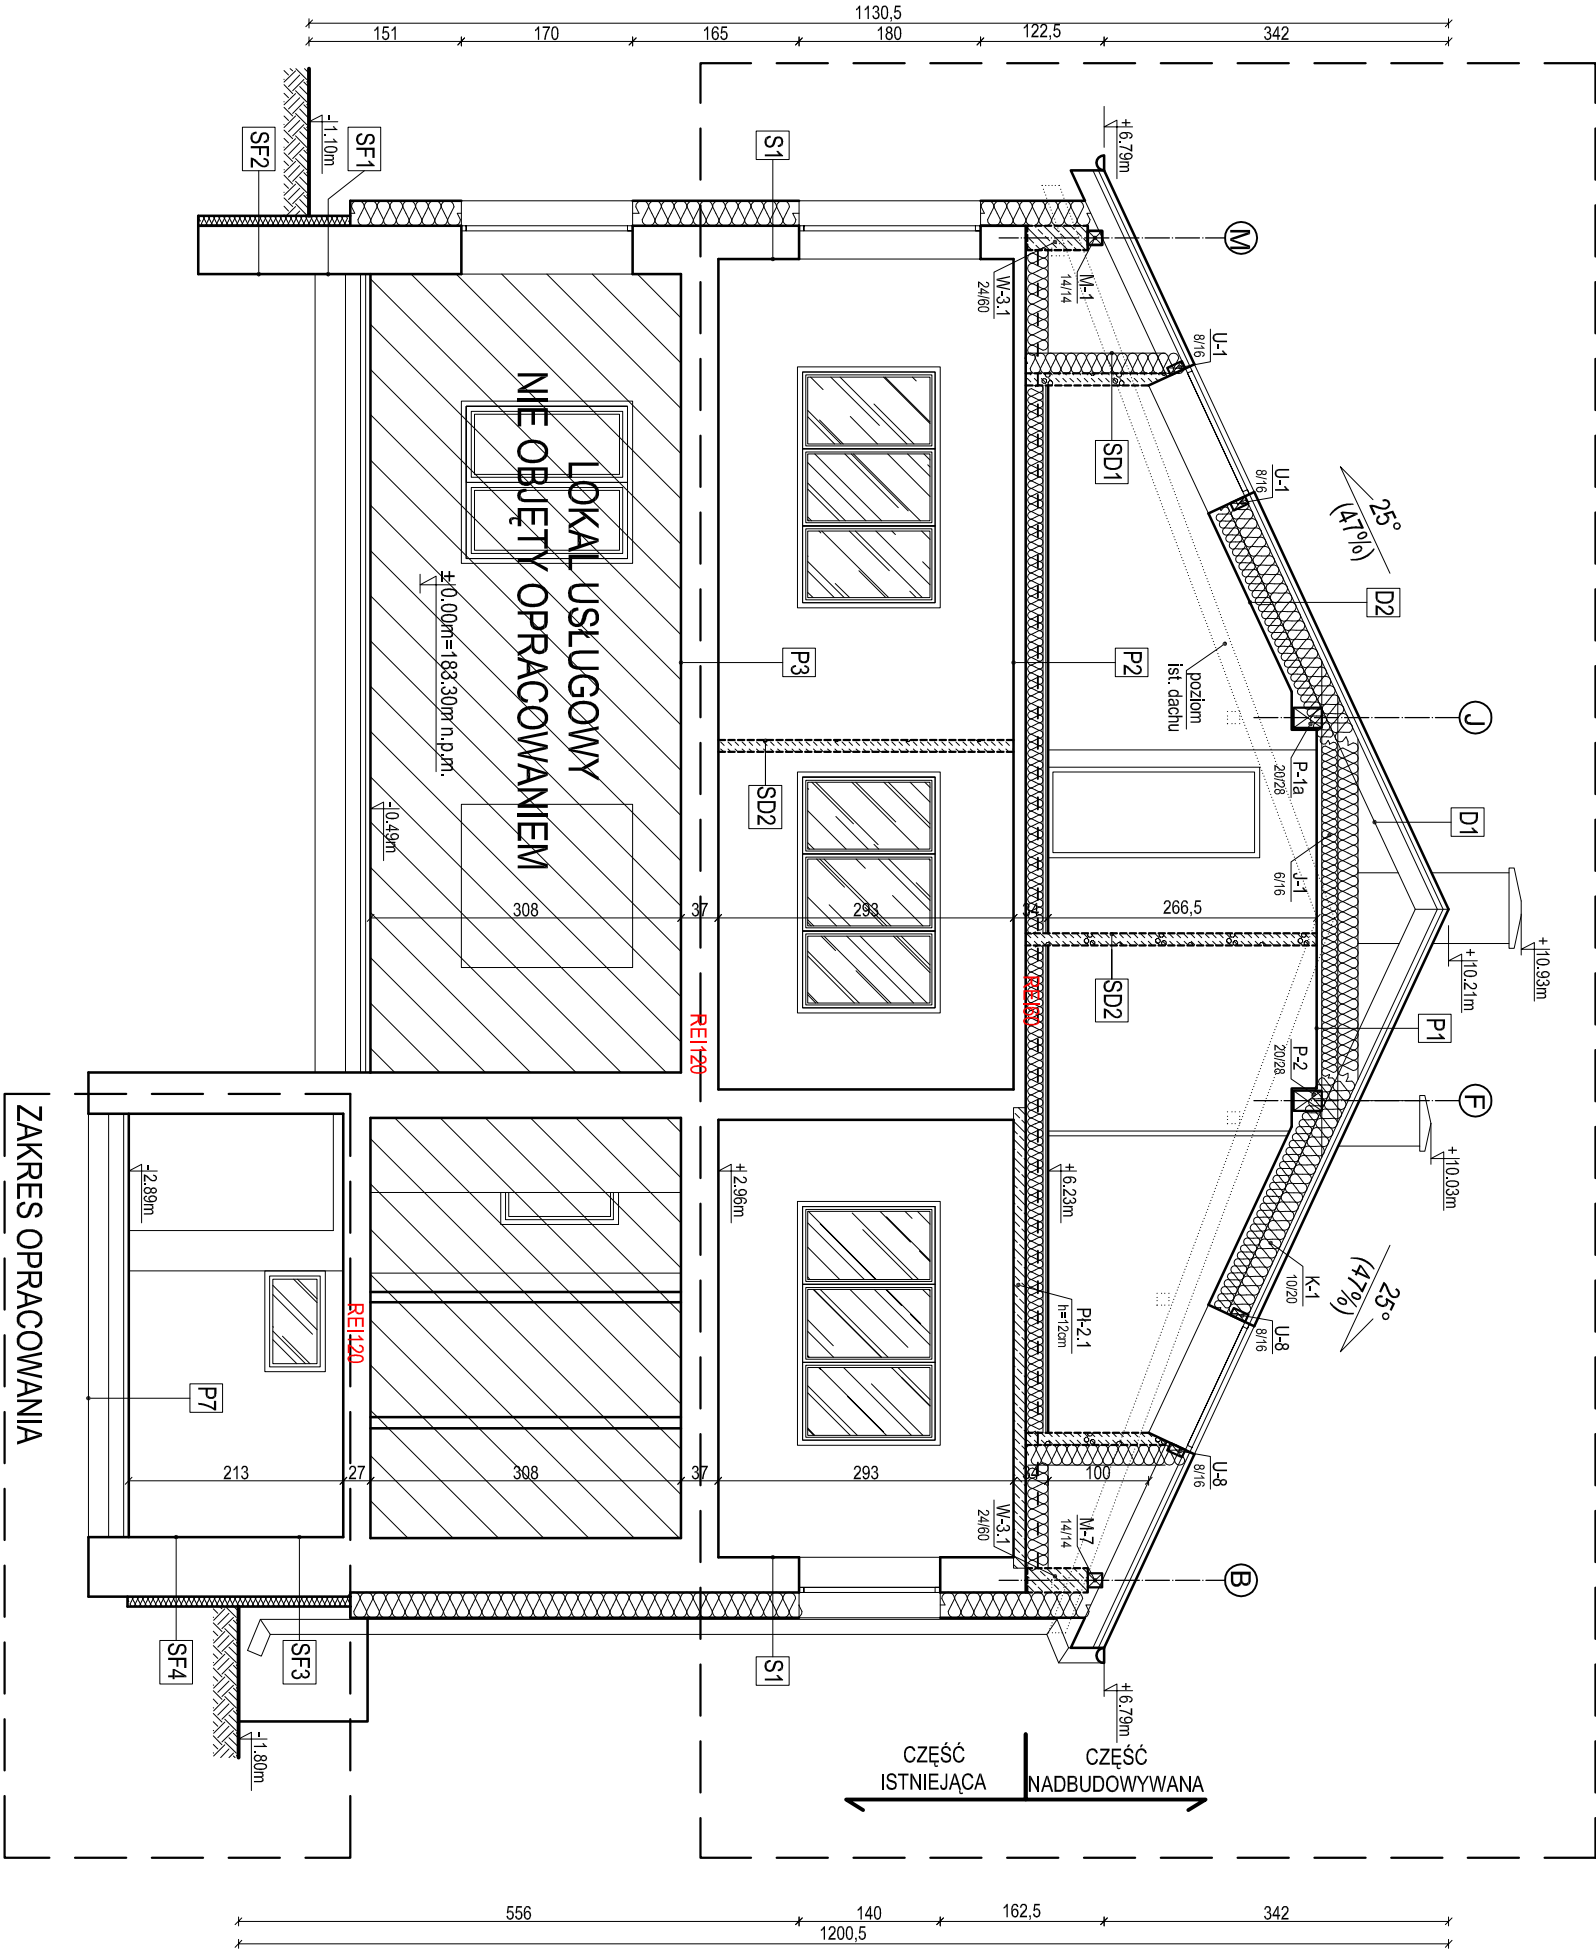 1130,5
151
170
165
180
122,5
342
-1.10m
SF1
SF2
S1
+6.79m
M
M-1
14/14
W-3.1
24/60
U-1
8/16
SD1
U-1
8/16
25°
(47%)
D2
poziom
ist. dachu
J
P-1a
20/28
D1
J-1
6/16
P2
P3
LOKAL USŁUGOWY
NIE OBJĘTY OPRACOWANIEM
±0.00m=183.30m n.p.m.
-0.49m
SD2
308
37
293
34
266,5
+10.93m
+10.21m
SD2
REI60
REI120
P1
P-2
20/28
F
+10.03m
+6.23m
+2.96m
-2.89m
ZAKRES OPRACOWANIA
25°
(47%)
K-1
10/20
U-8
8/16
Pł-2.1
h=12cm
REI120
P7
213
27
308
37
293
34
100
U-8
8/16
M-7
14/14
W-3.1
24/60
B
SF4
SF3
S1
+6.79m
-1.80m
CZĘŚĆ
ISTNIEJĄCA
CZĘŚĆ
NADBUDOWYWANA
556
140
162,5
342
1200,5